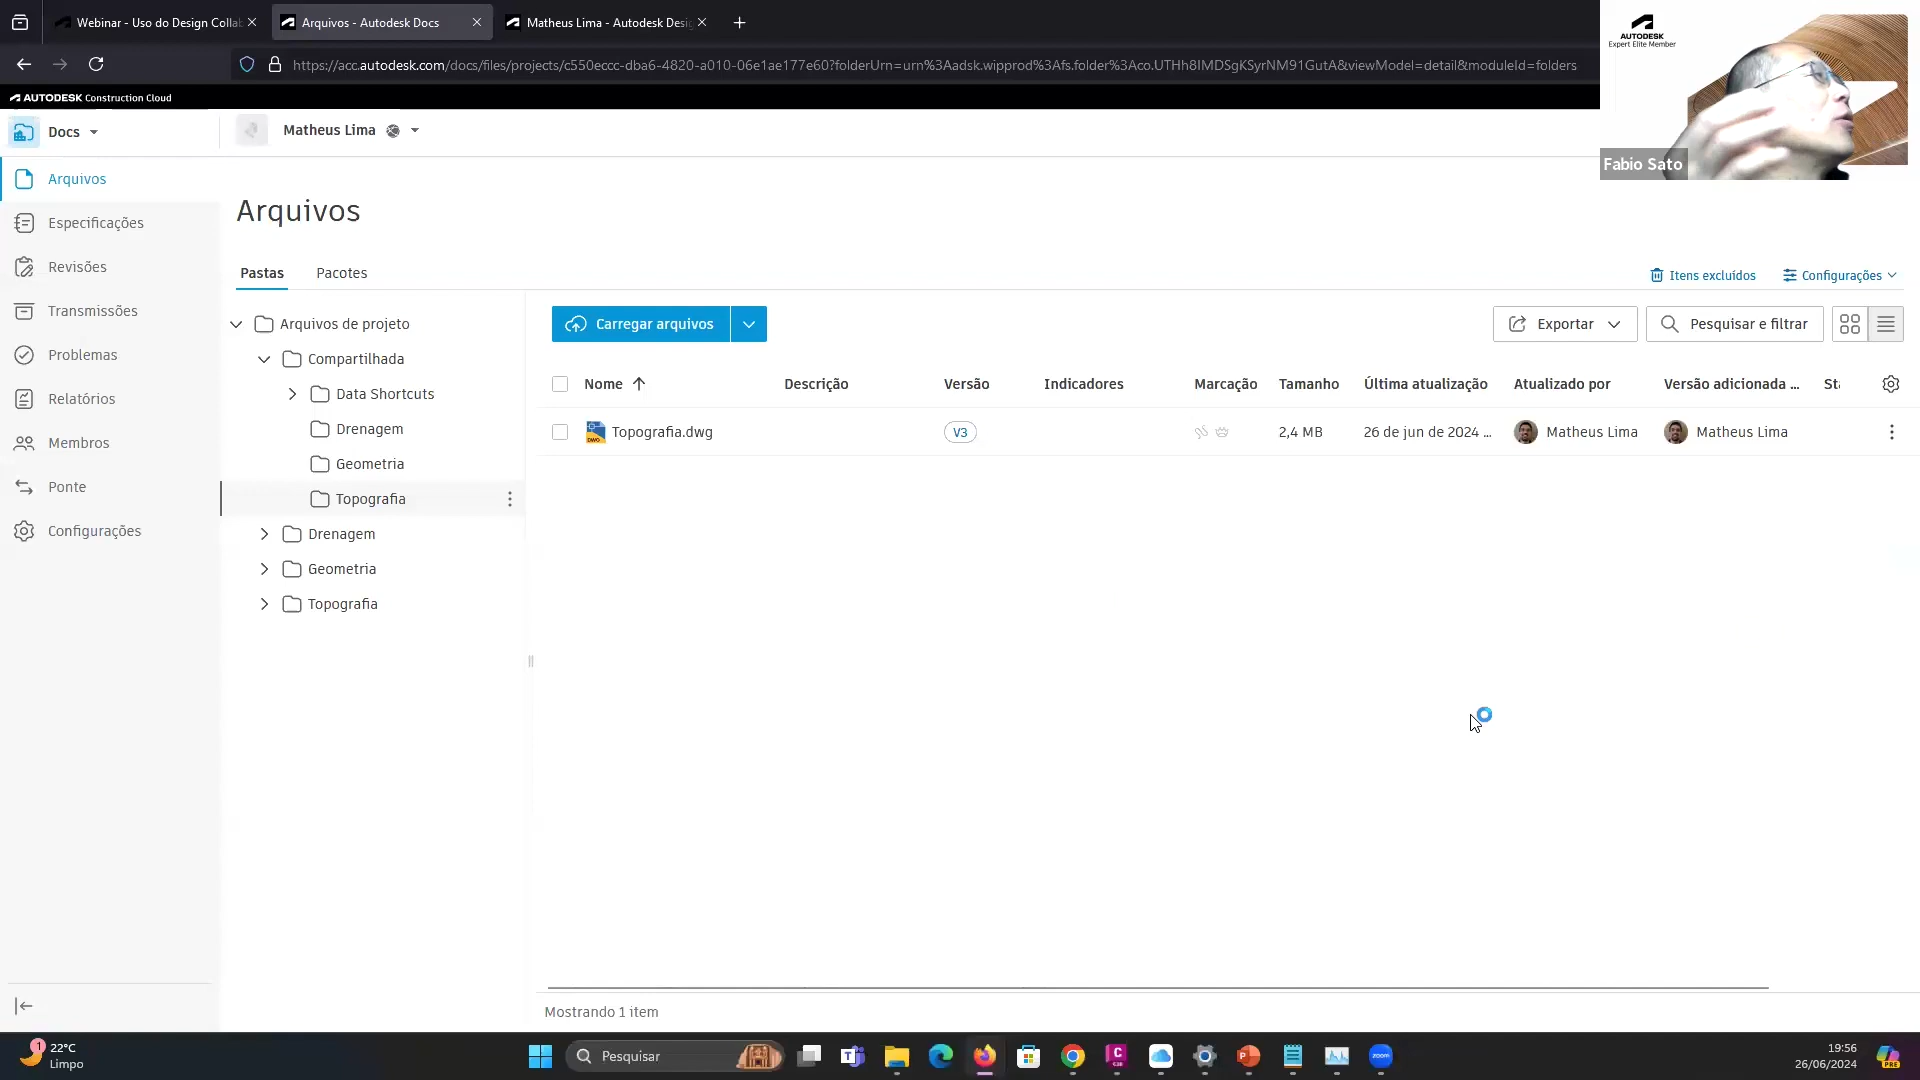 Webinar - Uso do Design Collab
Arquivos - Autodesk Docs
Matheus Lima - Autodesk Desig
https://acc.autodesk.com/docs/files/projects/c550eccc-dba6-4820-a010-06e1ae177e60?folderUrn=urn%3Aadsk.wipprod%3Afs.folder%3Aco.UTHh8IMDSgKSyrNM91GutA&viewModel=detail&moduleId=folders
AUTODESK Construction Cloud
AUTODESK
Expert Elite Member
Fabio Sato
Docs
Matheus Lima
Arquivos
Especificações
Revisões
Transmissões
Problemas
Relatórios
Membros
Ponte
Configurações
Arquivos
Pastas
Pacotes
Itens excluídos
Configurações
Arquivos de projeto
Compartilhada
Data Shortcuts
Drenagem
Geometria
Topografia
Drenagem
Geometria
Topografia
Carregar arquivos
Exportar
Pesquisar e filtrar
Nome
Descrição
Versão
Indicadores
Marcação
Tamanho
Última atualização
Atualizado por
Versão adicionada ...
Sta
DWG
Topografia.dwg
V3
2,4 MB
26 de jun de 2024 ...
Matheus Lima
Matheus Lima
Mostrando 1 item
1
22°C
Limpo
Pesquisar
zoom
19:56
26/06/2024
PRE